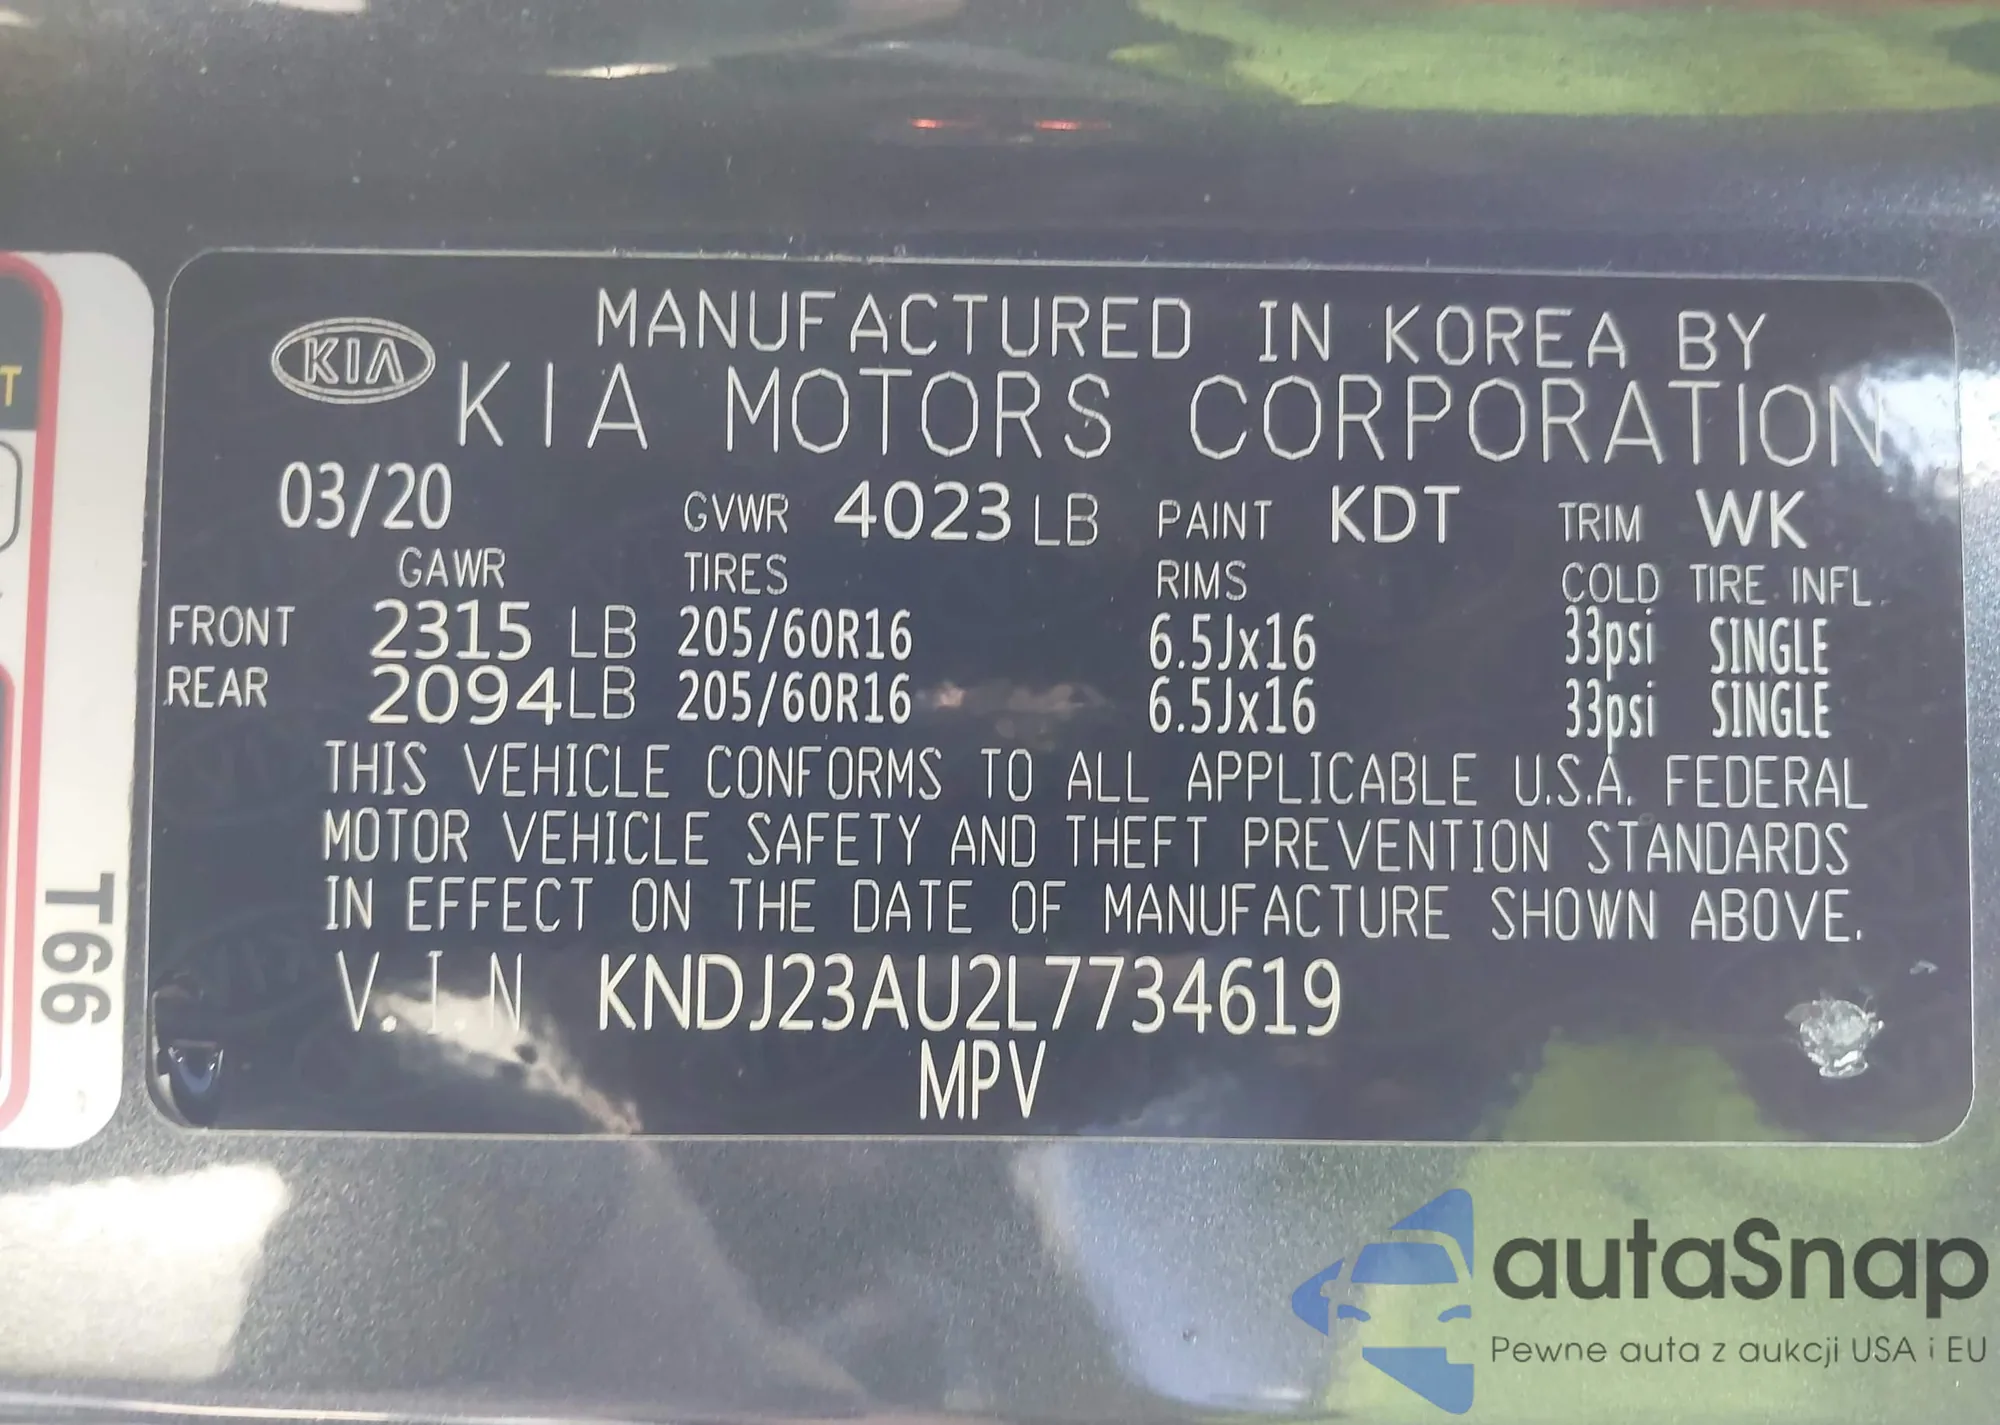 MANUFACTURED IN KOREA BY
KIA
KIA MOTORS CORPORATION
03/20 GVWR 4023 LB PAINT KDT TRIM WK
GAWR TIRES RIMS COLD TIRE INFL.
FRONT 2315 LB 205/60R16 6.5Jx16 33psi SINGLE
REAR 2094 LB 205/60R16 6.5Jx16 33psi SINGLE
THIS VEHICLE CONFORMS TO ALL APPLICABLE U.S.A. FEDERAL
MOTOR VEHICLE SAFETY AND THEFT PREVENTION STANDARDS
IN EFFECT ON THE DATE OF MANUFACTURE SHOWN ABOVE.
V.I.N KNDJ23AU2L7734619
MPV
T
T66
autaSnap
Pewne auta z aukcji USA i EU